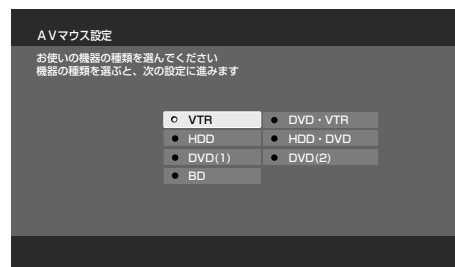 AVマウス設定
お使いの機器の種類を選んでください
機器の種類を選ぶと、次の設定に進みます
VTR DVD・VTR
HDD HDD・DVD
DVD(1) DVD(2)
BD